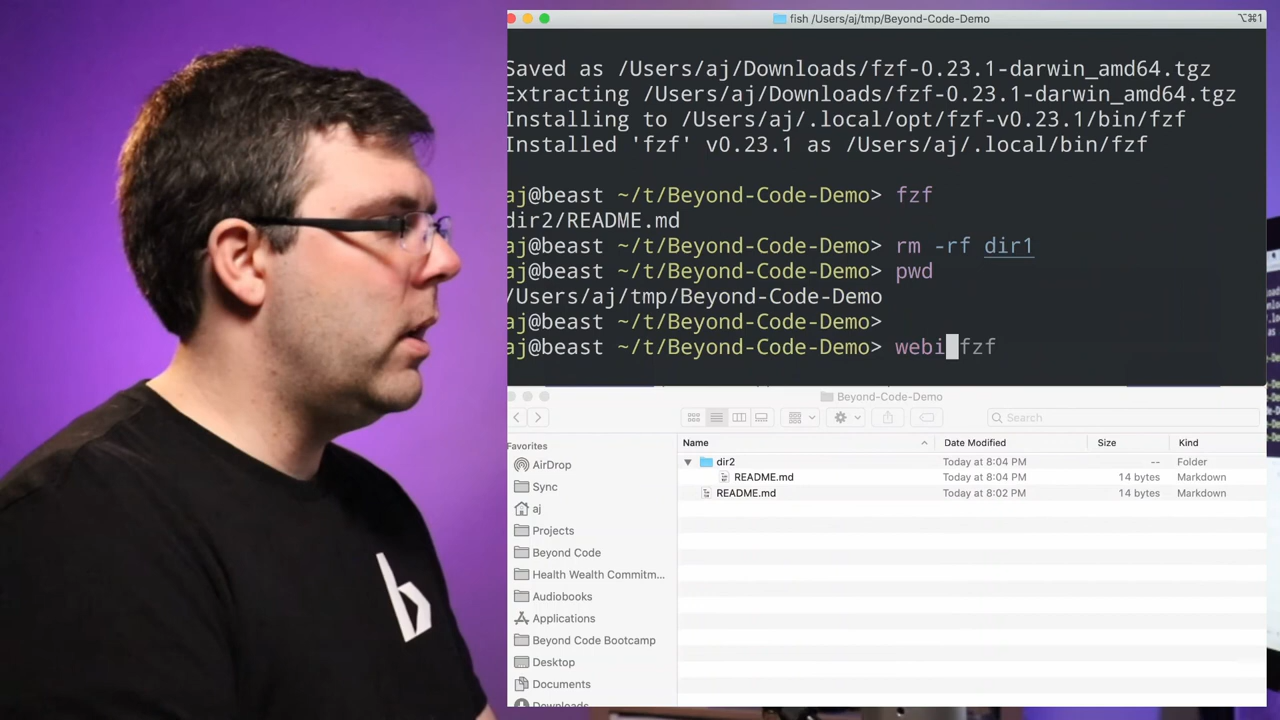 fish /Users/aj/tmp/Beyond-Code-Demo
⌥⌘1
Saved as /Users/aj/Downloads/fzf-0.23.1-darwin_amd64.tgz
Extracting /Users/aj/Downloads/fzf-0.23.1-darwin_amd64.tgz
Installing to /Users/aj/.local/opt/fzf-v0.23.1/bin/fzf
Installed 'fzf' v0.23.1 as /Users/aj/.local/bin/fzf
aj@beast ~/t/Beyond-Code-Demo> fzf
dir2/README.md
aj@beast ~/t/Beyond-Code-Demo> rm -rf dir1
aj@beast ~/t/Beyond-Code-Demo> pwd
/Users/aj/tmp/Beyond-Code-Demo
aj@beast ~/t/Beyond-Code-Demo>
aj@beast ~/t/Beyond-Code-Demo> webi fzf
Beyond-Code-Demo
Search
Favorites
AirDrop
Sync
aj
Projects
Beyond Code
Health Wealth Commitm...
Audiobooks
Applications
Beyond Code Bootcamp
Desktop
Documents
Downloads
Name Date Modified Size Kind
dir2 Today at 8:04 PM -- Folder
README.md Today at 8:04 PM 14 bytes Markdown
README.md Today at 8:02 PM 14 bytes Markdown
b